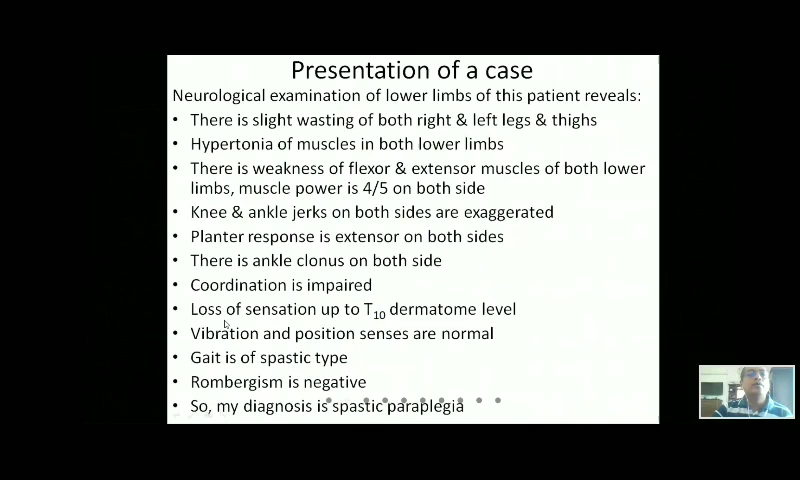 Presentation of a case
Neurological examination of lower limbs of this patient reveals:
• There is slight wasting of both right & left legs & thighs
• Hypertonia of muscles in both lower limbs
• There is weakness of flexor & extensor muscles of both lower
limbs, muscle power is 4/5 on both side
• Knee & ankle jerks on both sides are exaggerated
• Planter response is extensor on both sides
• There is ankle clonus on both side
• Coordination is impaired
• Loss of sensation up to T10 dermatome level
• Vibration and position senses are normal
• Gait is of spastic type
• Rombergism is negative
• So, my diagnosis is spastic paraplegia